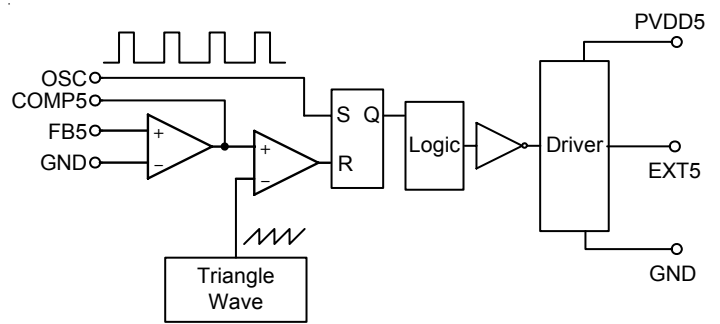 PVDD5
OSC
COMP5
FB5
GND
+
−
+
−
S Q
R
Logic
Driver
EXT5
GND
Triangle
Wave